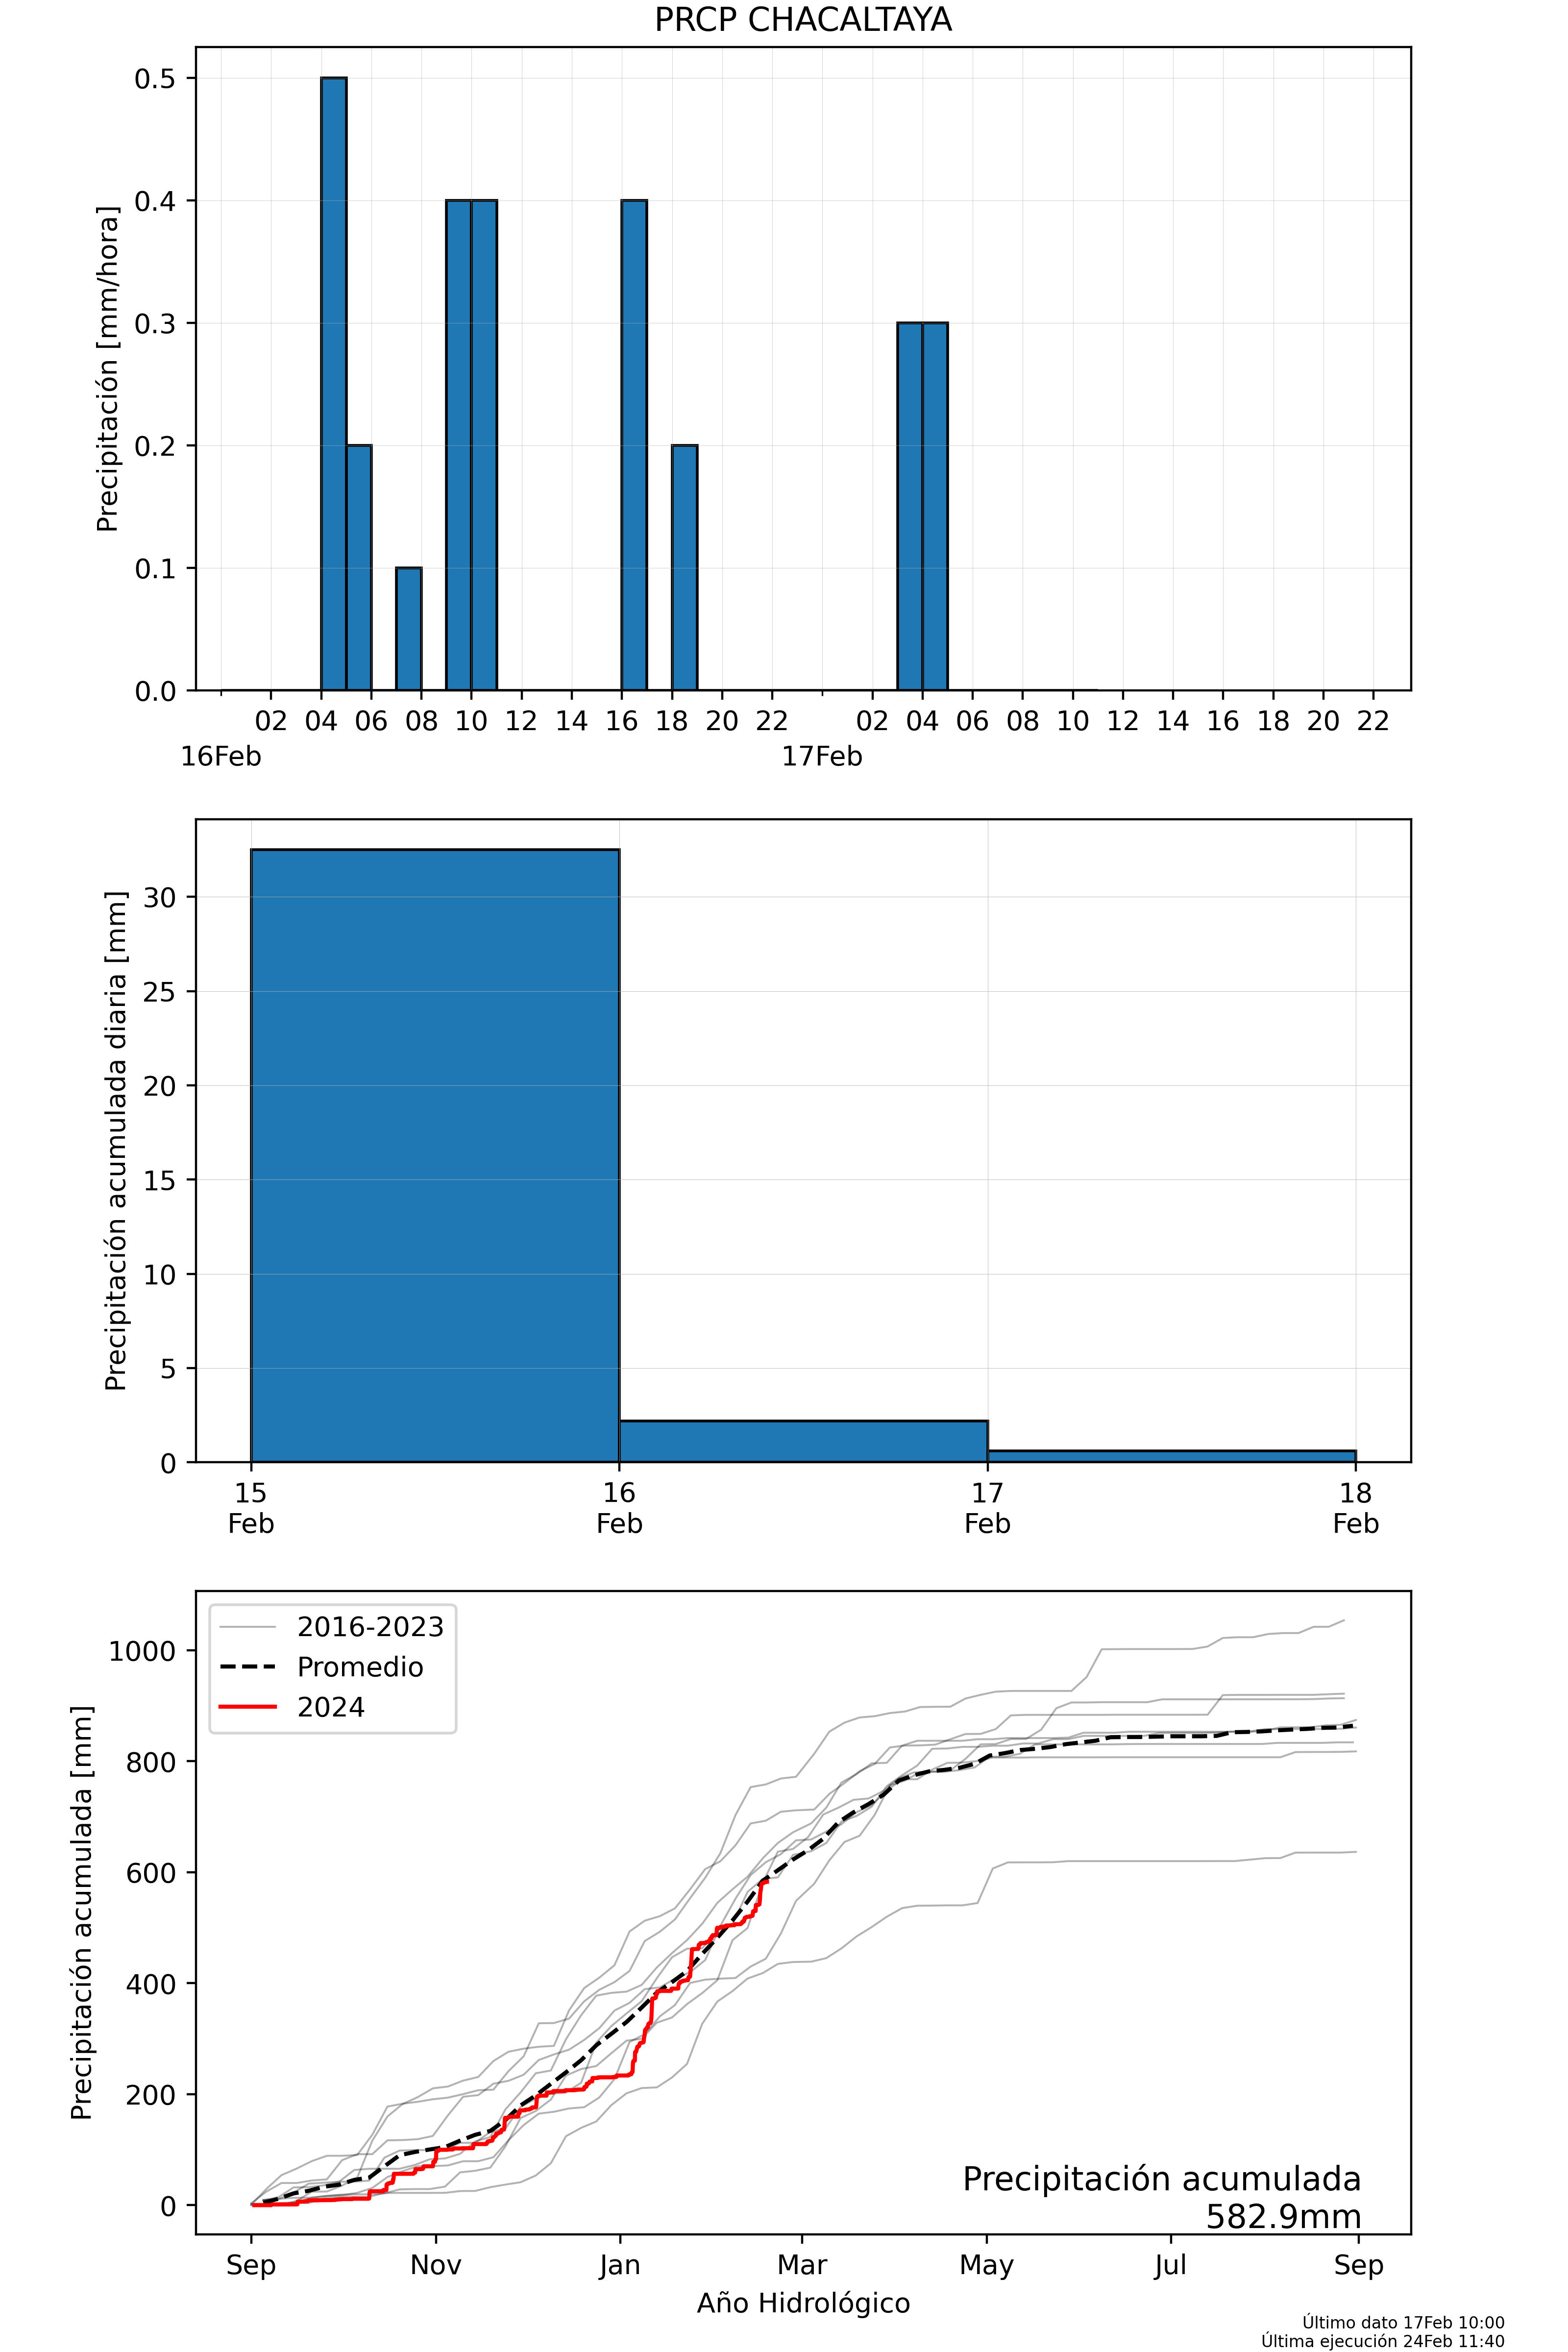 PRCP CHACALTAYA
Precipitación [mm/hora]
0.5
0.4
0.3
0.2
0.1
0.0
02 04 06 08 10 12 14 16 18 20 22 02 04 06 08 10 12 14 16 18 20 22
16Feb 17Feb
Precipitación acumulada diaria [mm]
30
25
20
15
10
5
0
15 16 17 18
Feb Feb Feb Feb
Precipitación acumulada [mm]
1000
800
600
400
200
0
2016-2023
Promedio
2024
Precipitación acumulada
582.9mm
Sep Nov Jan Mar May Jul Sep
Año Hidrológico
Último dato 17Feb 10:00
Última ejecución 24Feb 11:40